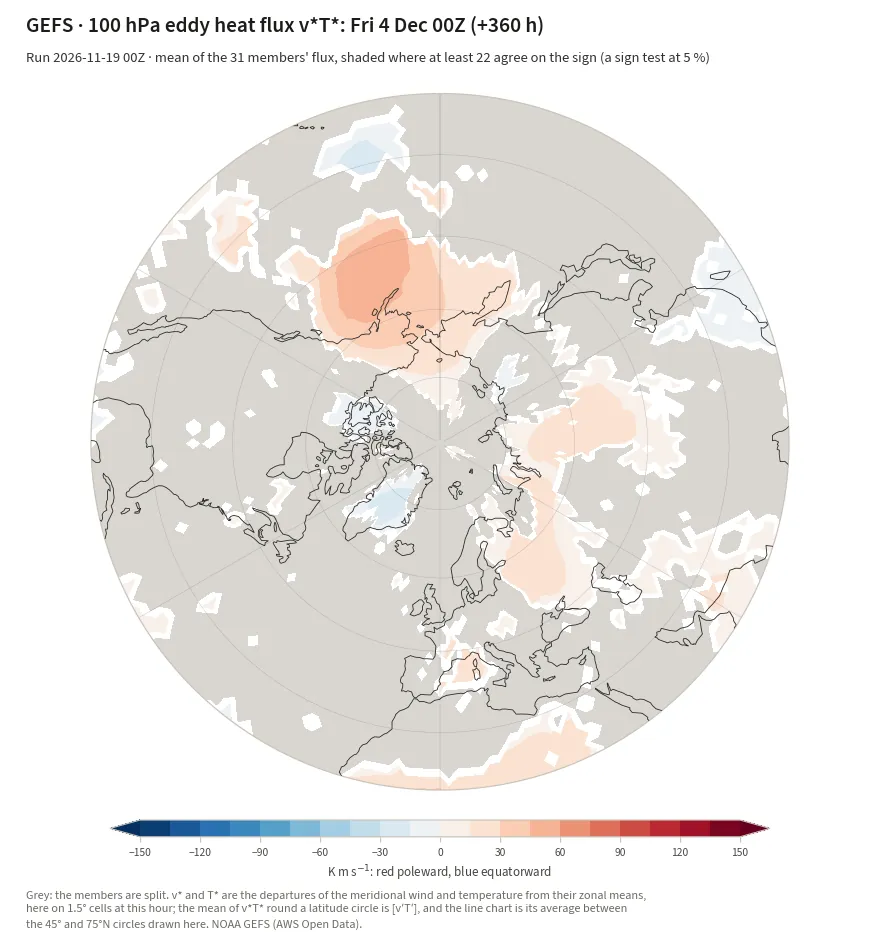 GEFS · 100 hPa eddy heat flux v*T*: Fri 4 Dec 00Z (+360 h)
Run 2026-11-19 00Z · mean of the 31 members' flux, shaded where at least 22 agree on the sign (a sign test at 5 %)
−150 −120 −90 −60 −30 0 30 60 90 120 150
K m s⁻¹: red poleward, blue equatorward
Grey: the members are split. v* and T* are the departures of the meridional wind and temperature from their zonal means,
here on 1.5° cells at this hour; the mean of v*T* round a latitude circle is [v′T′], and the line chart is its average between
the 45° and 75°N circles drawn here. NOAA GEFS (AWS Open Data).